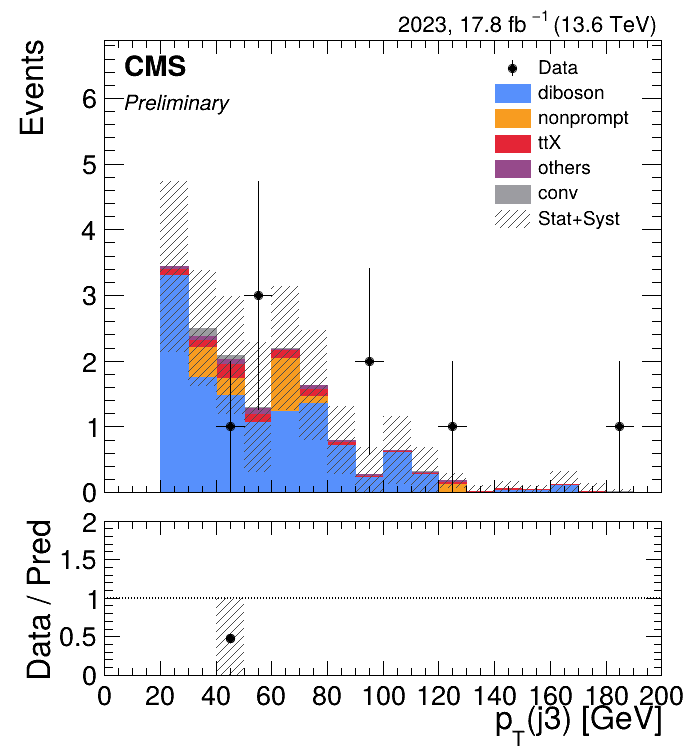 2023, 17.8 fb⁻¹ (13.6 TeV)
CMS
Preliminary
Events
Data
diboson
nonprompt
ttX
others
conv
Stat+Syst
6
5
4
3
2
1
0
Data / Pred
2
1.5
1
0.5
0
0 20 40 60 80 100 120 140 160 180 200
p_T(j3) [GeV]